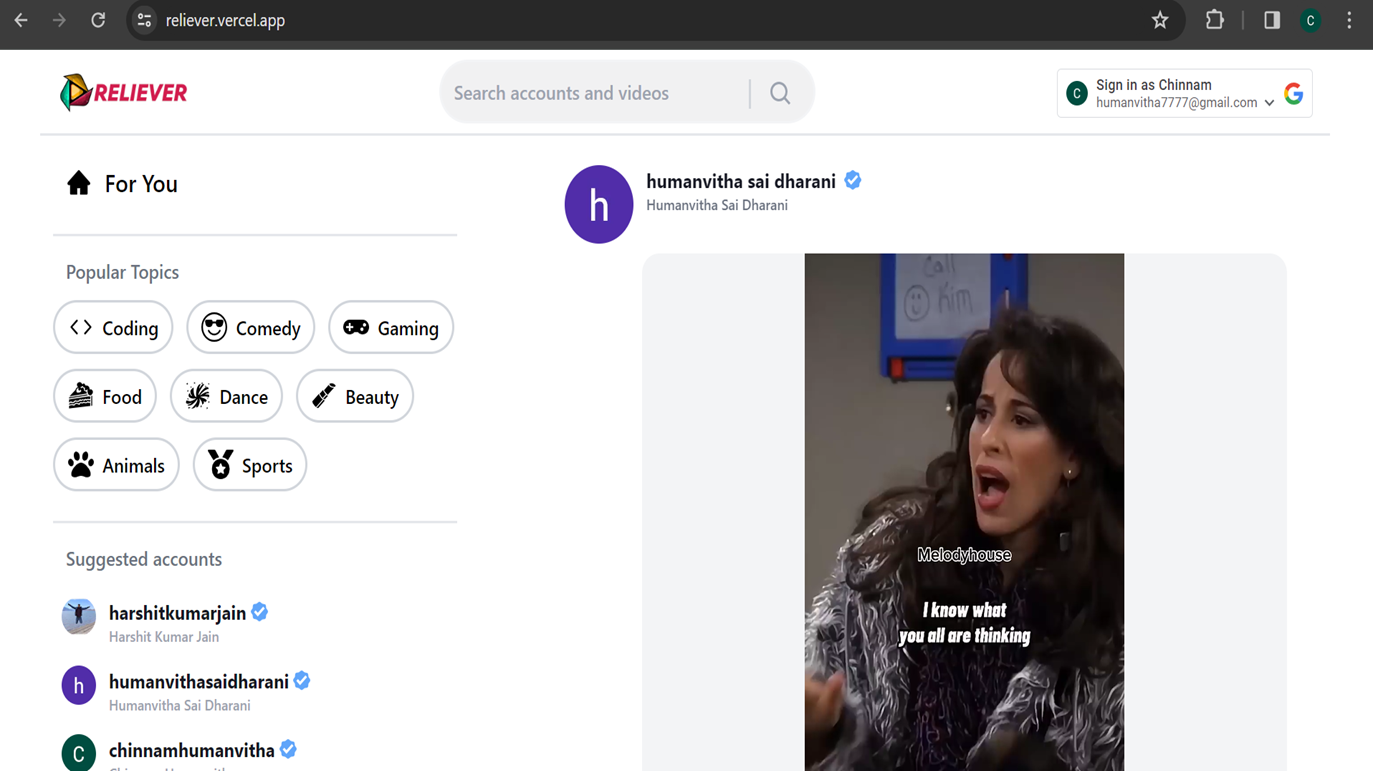 reliever.vercel.app
C
RELIEVER
Search accounts and videos
C
Sign in as Chinnam
humanvitha7777@gmail.com
For You
Popular Topics
Coding
Comedy
Gaming
Food
Dance
Beauty
Animals
Sports
Suggested accounts
harshitkumarjain
Harshit Kumar Jain
h
humanvithasaidharani
Humanvitha Sai Dharani
C
chinnamhumanvitha
h
humanvitha sai dharani
Humanvitha Sai Dharani
Call
Kim
Melodyhouse
I know what
you all are thinking